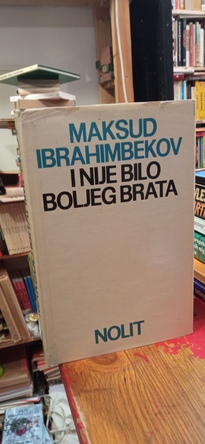 MAKSUD
IBRAHIMBEKOV
I NIJE BILO
BOLJEG BRATA
NOLIT